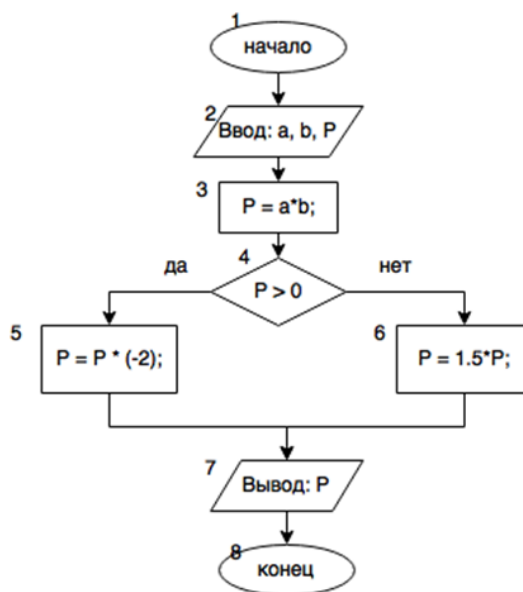 1
начало
2
Ввод: a, b, P
3
P = a*b;
4
да
нет
P > 0
5
P = P * (-2);
6
P = 1.5*P;
7
Вывод: P
8
конец